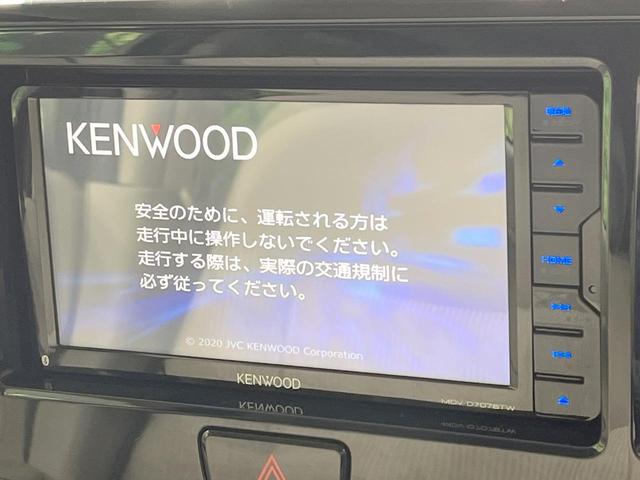 KENWOOD
安全のために、運転される方は
走行中に操作しないでください。
走行する際は、実際の交通規制に
必ず従ってください。
© 2020 JVC KENWOOD Corporation
KENWOOD
MDV-D707BTW
現在地
HOME